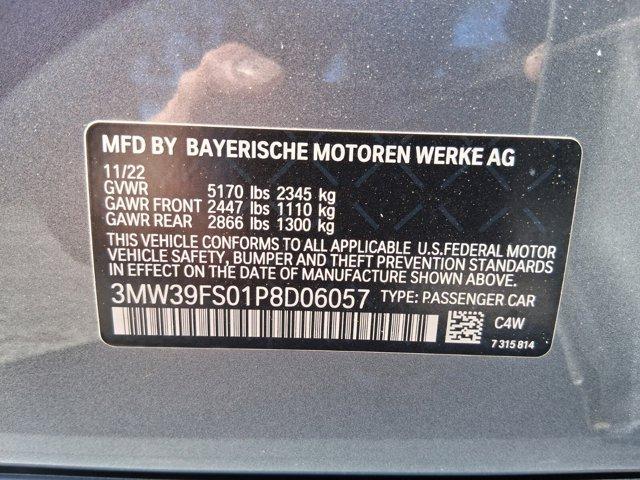 MFD BY BAYERISCHE MOTOREN WERKE AG
11/22
GVWR 5170 lbs 2345 kg
GAWR FRONT 2447 lbs 1110 kg
GAWR REAR 2866 lbs 1300 kg
THIS VEHICLE CONFORMS TO ALL APPLICABLE U.S.FEDERAL MOTOR
VEHICLE SAFETY, BUMPER AND THEFT PREVENTION STANDARDS
IN EFFECT ON THE DATE OF MANUFACTURE SHOWN ABOVE.
3MW39FS01P8D06057 TYPE: PASSENGER CAR
C4W
7 315 814